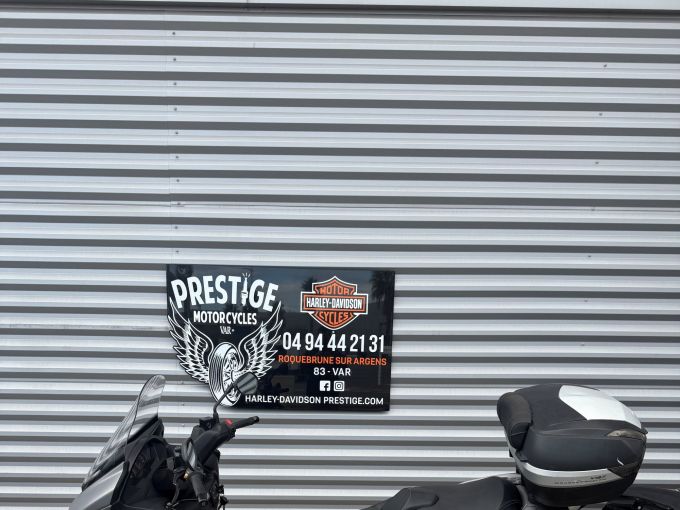 PRESTIGE
MOTORCYCLES
VAR
MOTOR
HARLEY-DAVIDSON
CYCLES
04 94 44 21 31
ROQUEBRUNE SUR ARGENS
83 - VAR
HARLEY-DAVIDSON PRESTIGE.COM